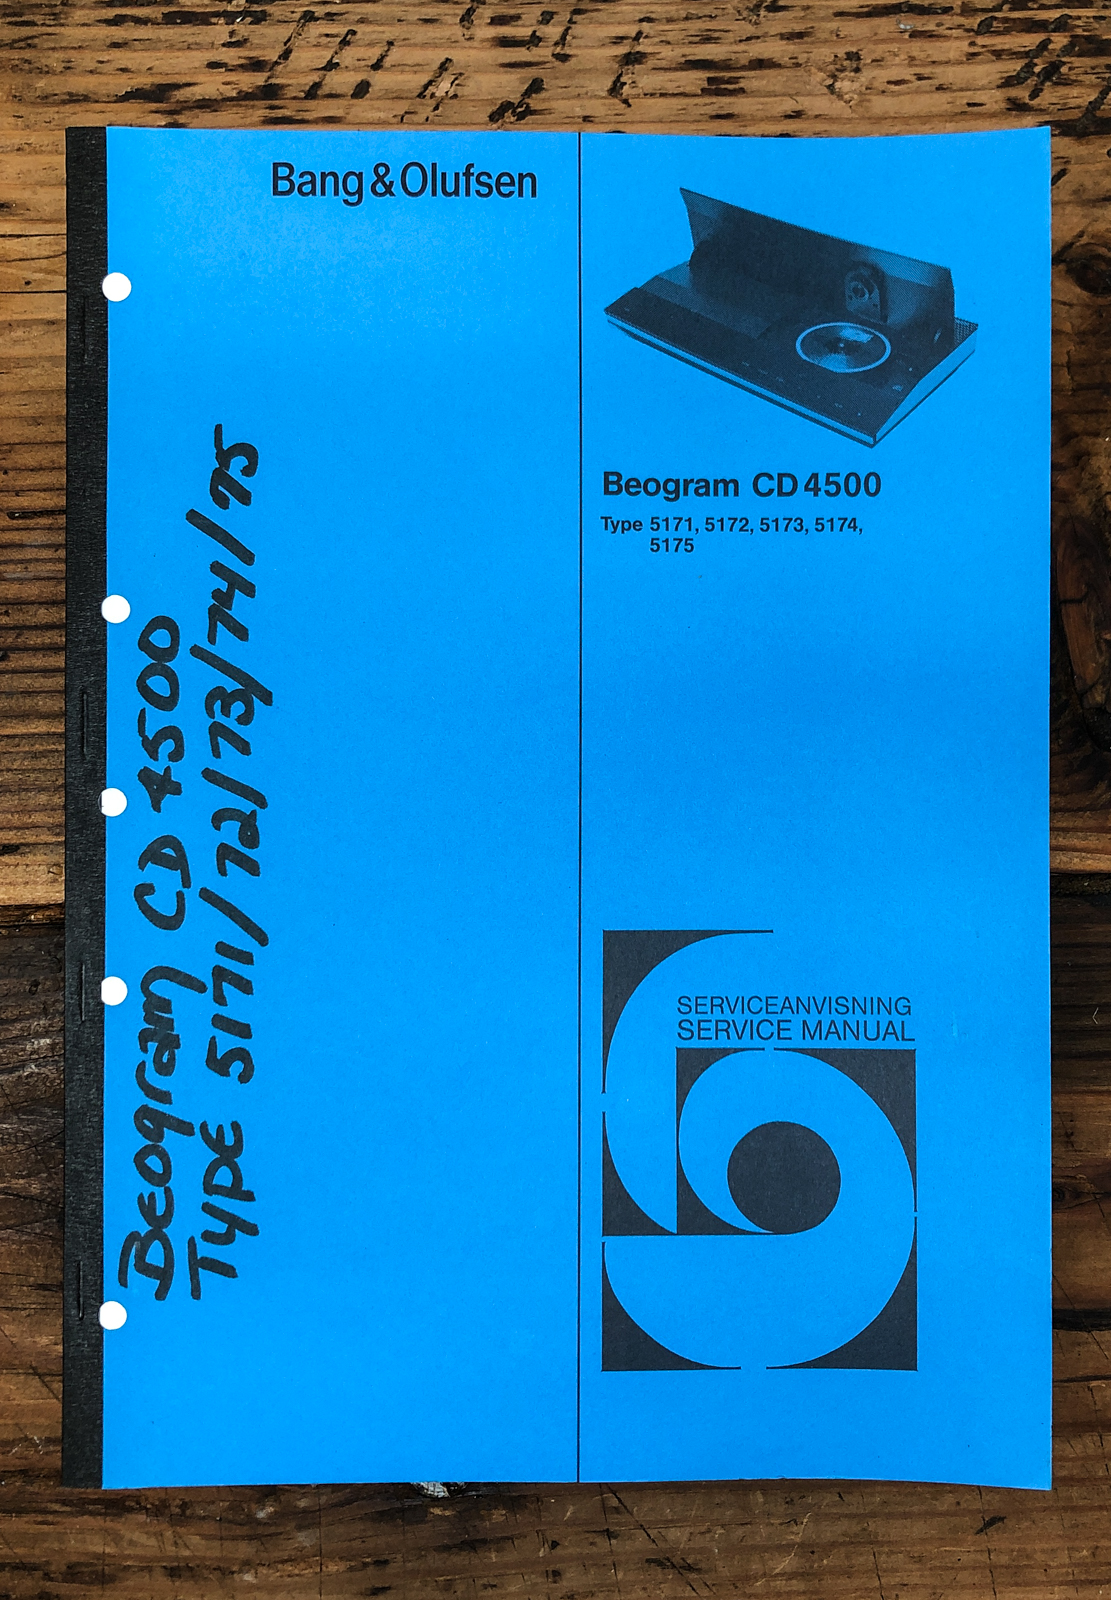 Bang & Olufsen
Beogram CD 4500
Type 5171, 5172, 5173, 5174,
5175
SERVICEANVISNING
SERVICE MANUAL
Beogram CD 4500
Type 5171/72/73/74/75